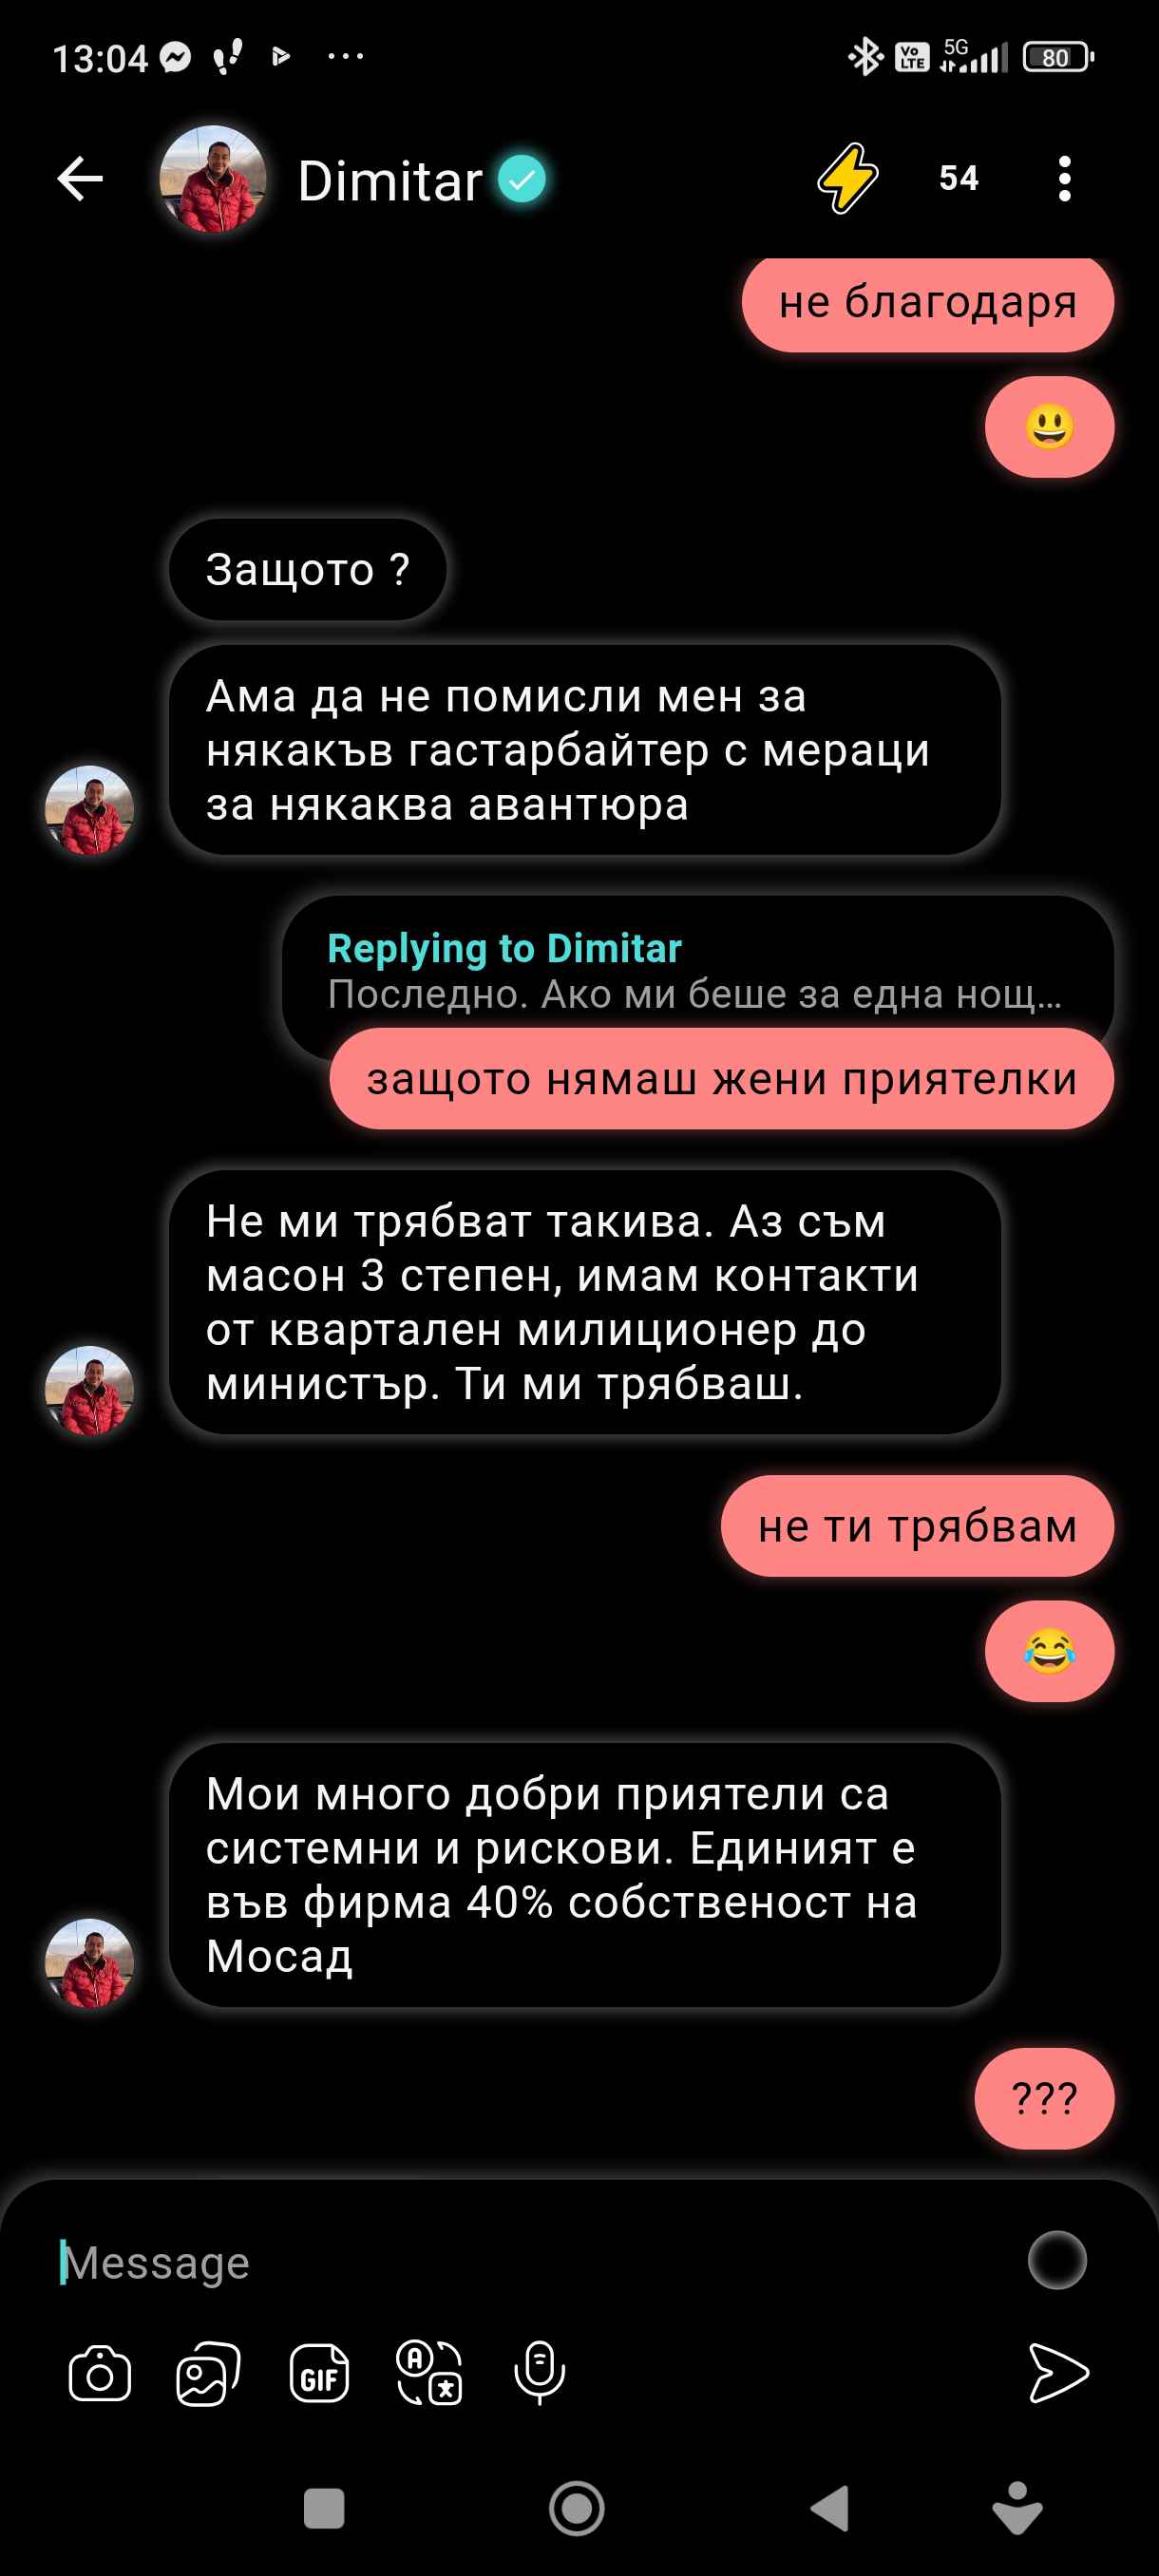 13:04
Vo LTE
5G
80
Dimitar
54
не благодаря
😃
Защото ?
Ама да не помисли мен за
някакъв гастарбайтер с мераци
за някаква авантюра
Replying to Dimitar
Последно. Ако ми беше за една нощ...
защото нямаш жени приятелки
Не ми трябват такива. Аз съм
масон 3 степен, имам контакти
от квартален милиционер до
министър. Ти ми трябваш.
не ти трябвам
😂
Мои много добри приятели са
системни и рискови. Единият е
във фирма 40% собственост на
Мосад
???
Message
GIF
A